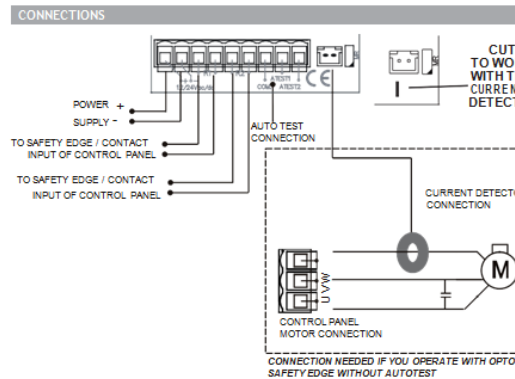 CONNECTIONS
CUT
TO WO
WITH T
CURREN
DETECT
12/24Vac/dc
COM
ATEST1
ATEST2
CE
POWER +
SUPPLY -
AUTO TEST
CONNECTION
TO SAFETY EDGE / CONTACT
INPUT OF CONTROL PANEL
TO SAFETY EDGE / CONTACT
INPUT OF CONTROL PANEL
CURRENT DETECTO
CONNECTION
M
U V W
CONTROL PANEL
MOTOR CONNECTION
CONNECTION NEEDED IF YOU OPERATE WITH OPTO
SAFETY EDGE WITHOUT AUTOTEST